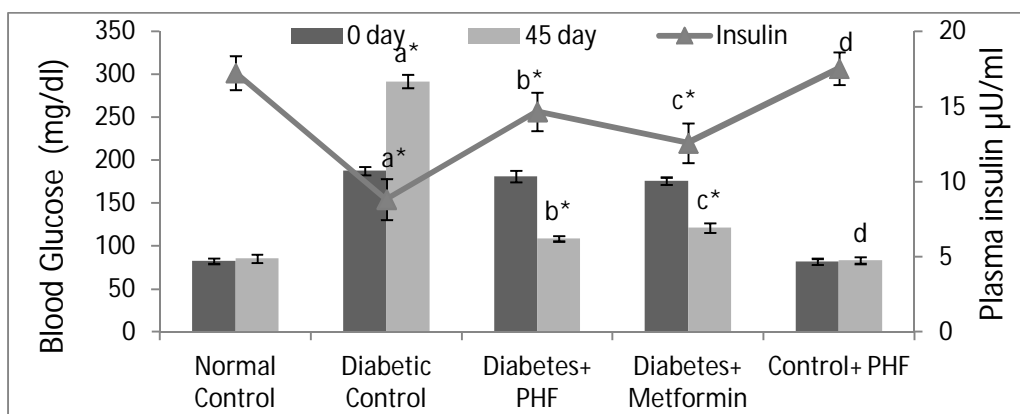 0 day 45 day Insulin
Blood Glucose (mg/dl)
350
300
250
200
150
100
50
0
a*
a*
b*
b*
c*
c*
d
d
20
15
10
5
0
Plasma insulin µU/ml
Normal
Control
Diabetic
Control
Diabetes+
PHF
Diabetes+
Metformin
Control+ PHF